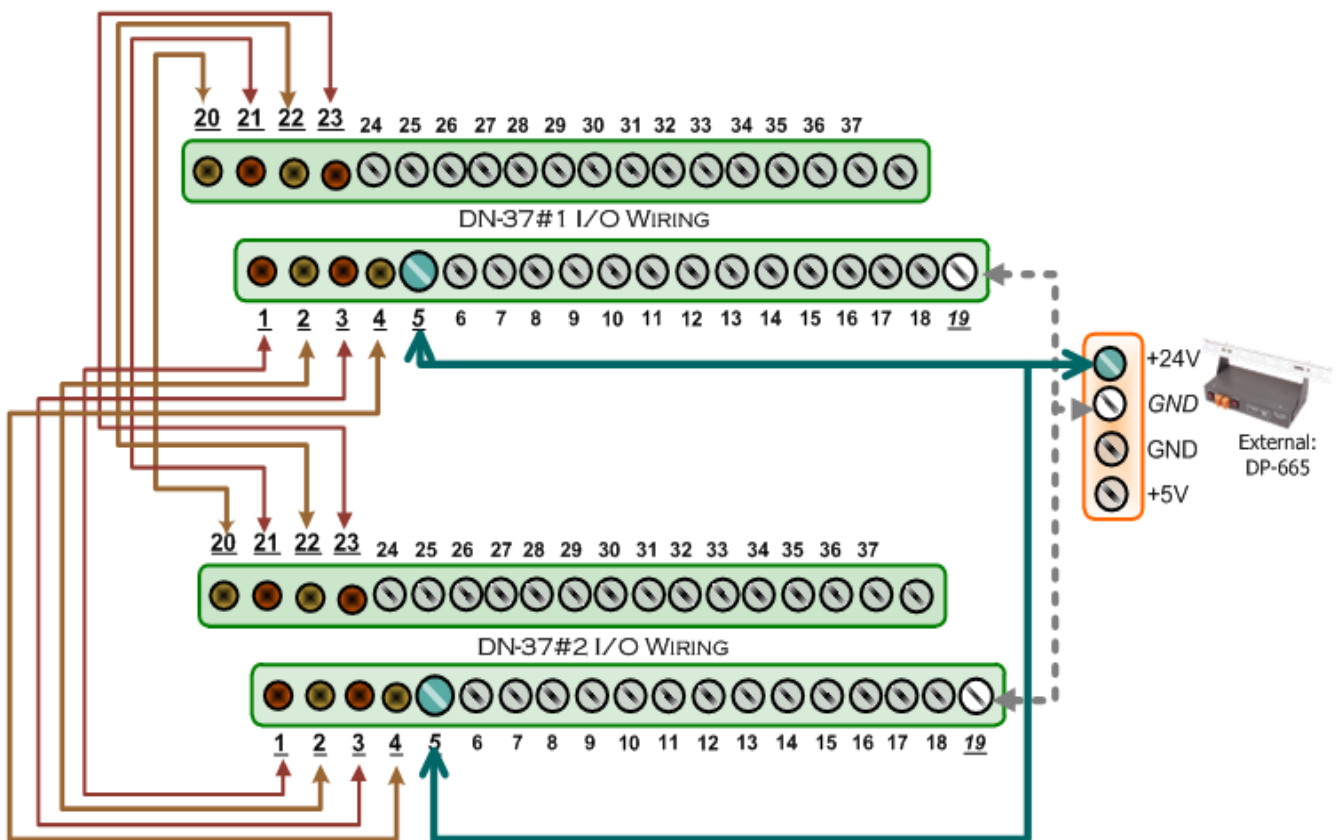 20 21 22 23 24 25 26 27 28 29 30 31 32 33 34 35 36 37
DN-37#1 I/O WIRING
1 2 3 4 5 6 7 8 9 10 11 12 13 14 15 16 17 18 19
+24V
GND
GND
+5V
External:
DP-665
20 21 22 23 24 25 26 27 28 29 30 31 32 33 34 35 36 37
DN-37#2 I/O WIRING
1 2 3 4 5 6 7 8 9 10 11 12 13 14 15 16 17 18 19